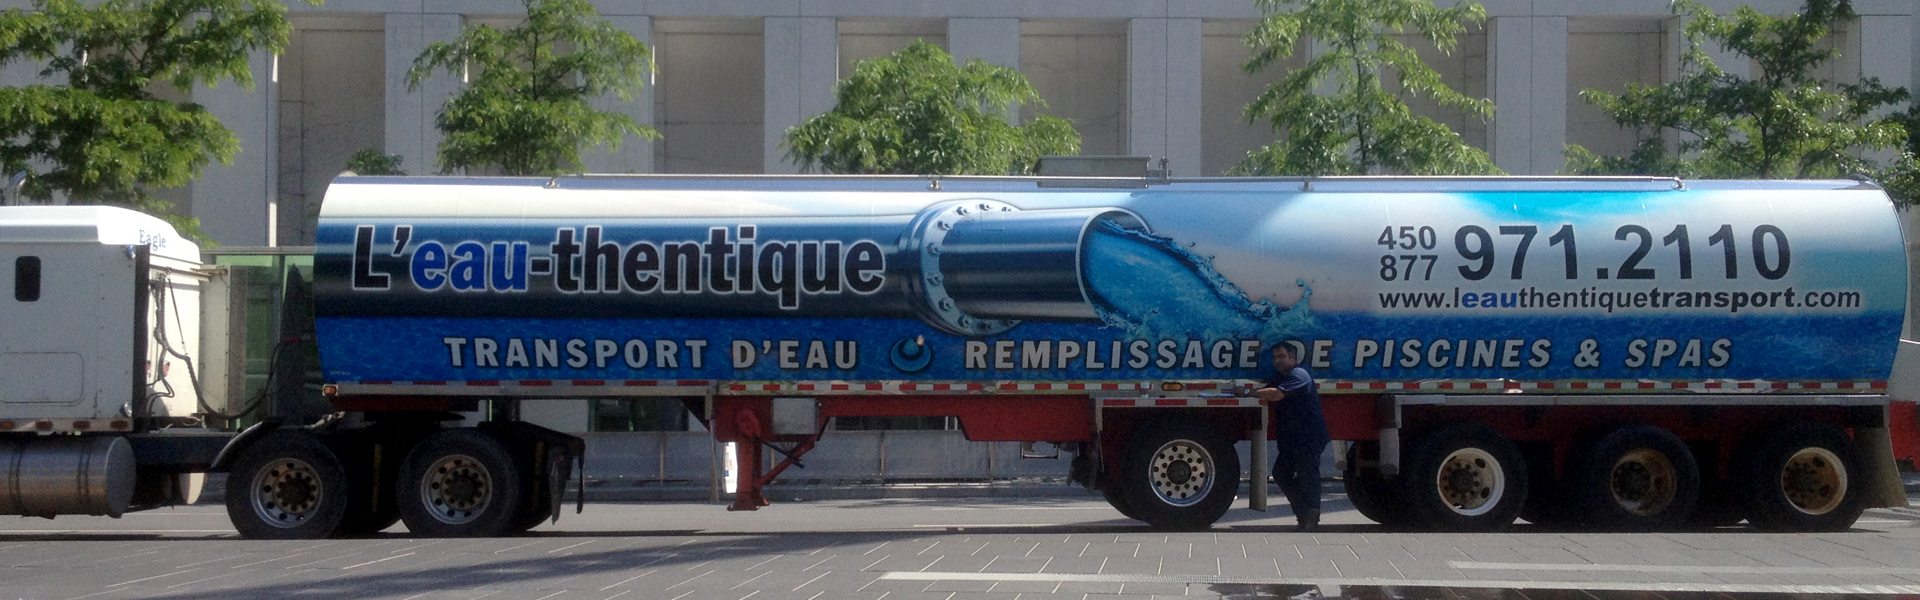 Eagle
L'eau-thentique
450
877
971.2110
www.leauthentiquetransport.com
TRANSPORT D'EAU REMPLISSAGE DE PISCINES & SPAS